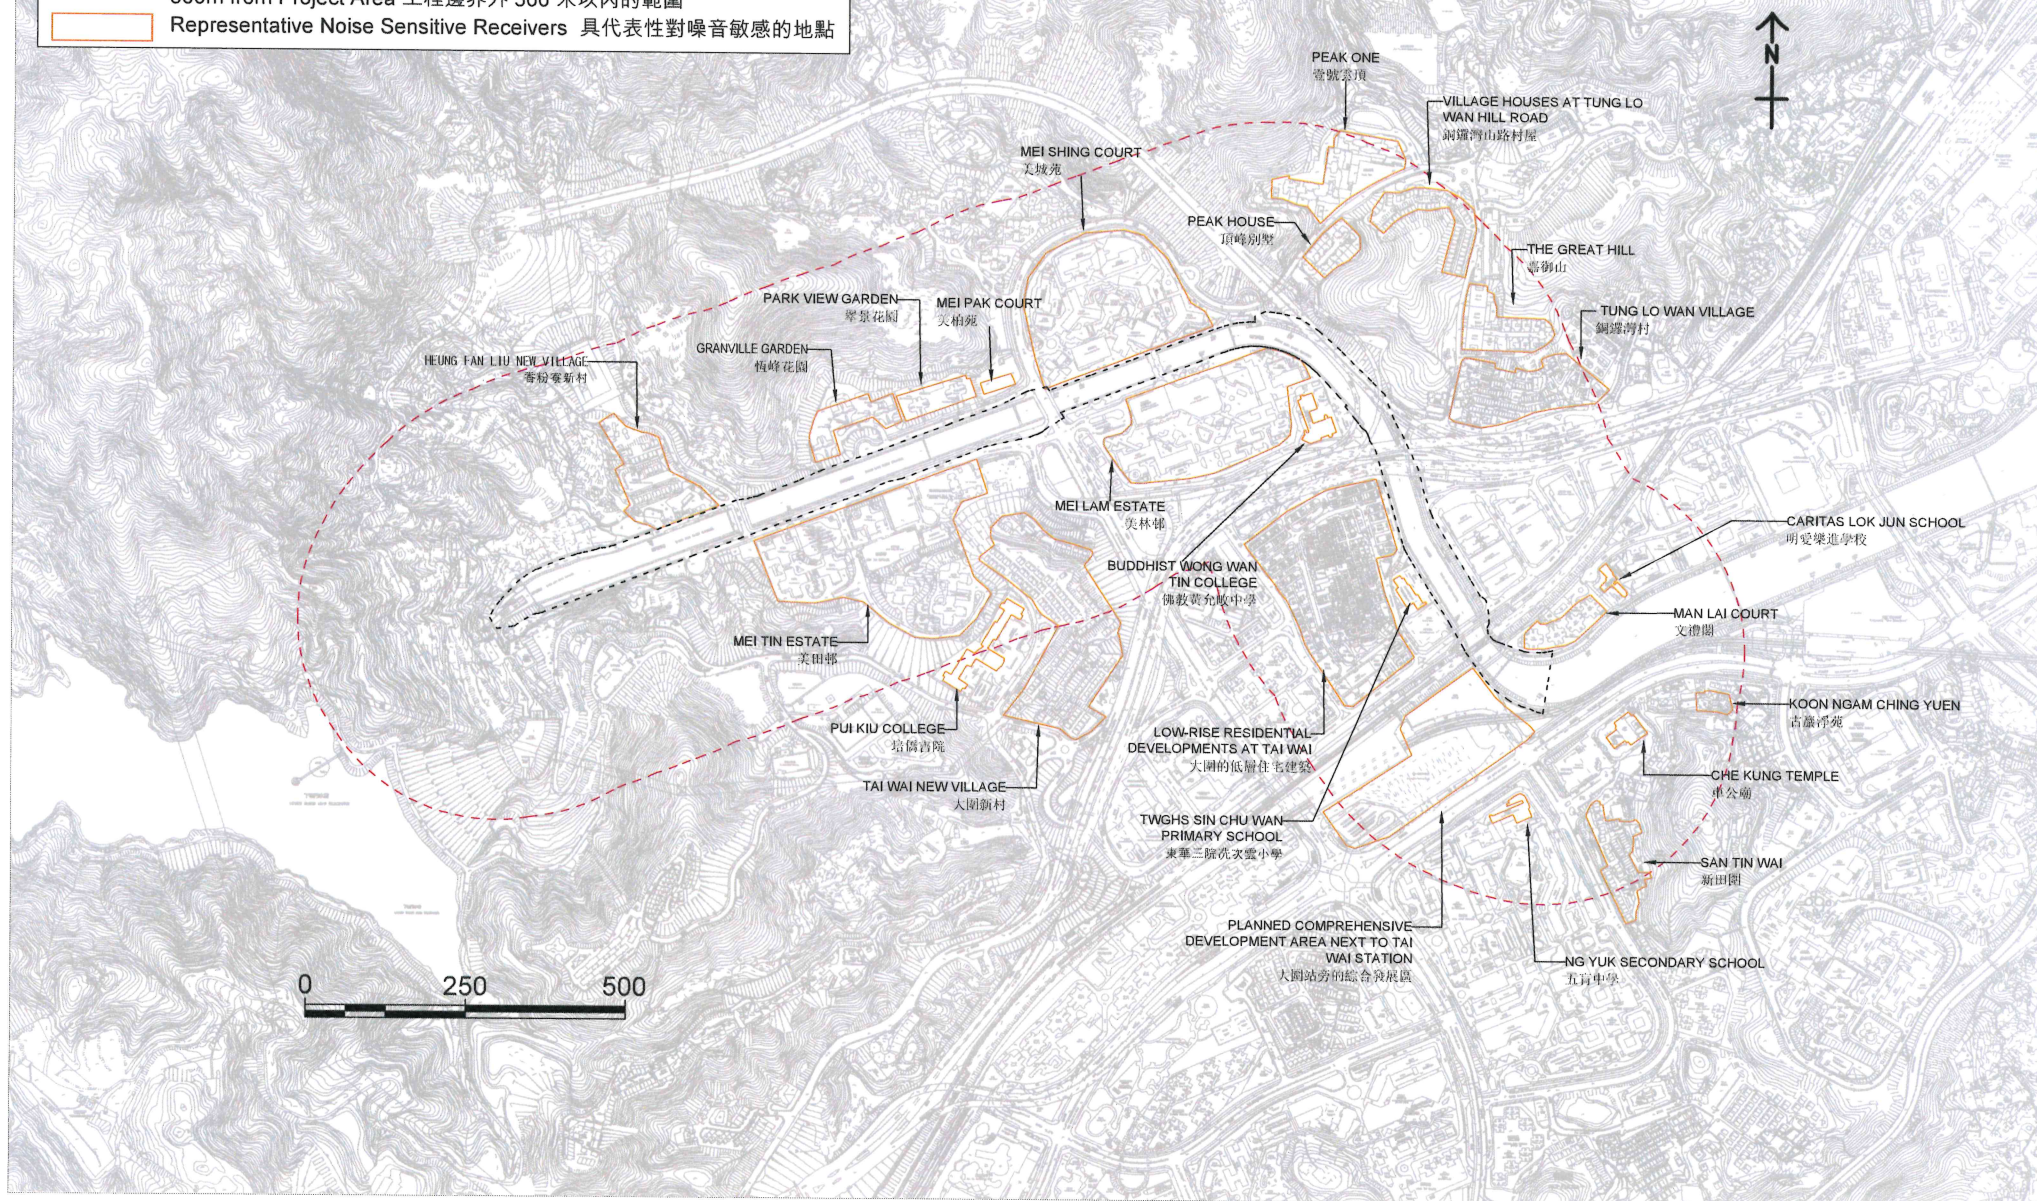 Representative Noise Sensitive Receivers 具代表性對噪音敏感的地點
N
PEAK ONE
壹號雲頂
VILLAGE HOUSES AT TUNG LO
WAN HILL ROAD
銅鑼灣山路村屋
MEI SHING COURT
美城苑
PEAK HOUSE
頂峰別墅
THE GREAT HILL
嘉御山
TUNG LO WAN VILLAGE
銅鑼灣村
PARK VIEW GARDEN
翠景花園
MEI PAK COURT
美柏苑
GRANVILLE GARDEN
恆峰花園
HEUNG FAN LIU NEW VILLAGE
香粉寮新村
MEI LAM ESTATE
美林邨
CARITAS LOK JUN SCHOOL
明愛樂進學校
BUDDHIST WONG WAN
TIN COLLEGE
佛教黃允畋中學
MAN LAI COURT
文禮閣
MEI TIN ESTATE
美田邨
KOON NGAM CHING YUEN
古巖淨苑
PUI KIU COLLEGE
培僑書院
LOW-RISE RESIDENTIAL
DEVELOPMENTS AT TAI WAI
大圍的低層住宅建築
CHE KUNG TEMPLE
車公廟
TAI WAI NEW VILLAGE
大圍新村
TWGHS SIN CHU WAN
PRIMARY SCHOOL
東華三院冼次雲小學
SAN TIN WAI
新田圍
PLANNED COMPREHENSIVE
DEVELOPMENT AREA NEXT TO TAI
WAI STATION
大圍站旁的綜合發展區
NG YUK SECONDARY SCHOOL
五育中學
0 250 500